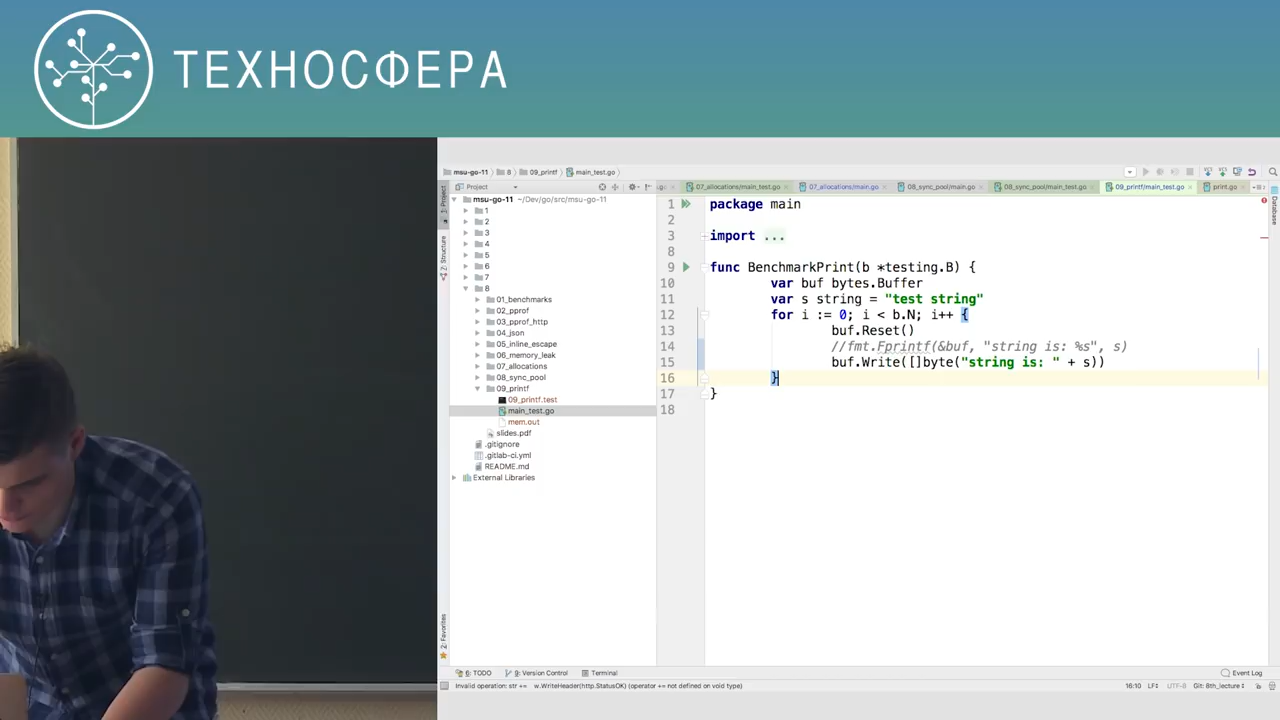 ТЕХНОСФЕРА
msu-go-11 8 09_printf main_test.go
Project
07_allocations/main_test.go 07_allocations/main.go 08_sync_pool/main.go 08_sync_pool/main_test.go 09_printf/main_test.go print.go
1: Project
Z: Structure
2: Favorites
Database
msu-go-11 ~/Dev/go/src/msu-go-11
1
2
3
4
5
6
7
8
01_benchmarks
02_pprof
03_pprof_http
04_json
05_inline_escape
06_memory_leak
07_allocations
08_sync_pool
09_printf
09_printf.test
main_test.go
mem.out
slides.pdf
.gitignore
.gitlab-ci.yml
README.md
External Libraries
1 package main
2
3 import ...
8
9 func BenchmarkPrint(b *testing.B) {
10 var buf bytes.Buffer
11 var s string = "test string"
12 for i := 0; i < b.N; i++ {
13 buf.Reset()
14 //fmt.Fprintf(&buf, "string is: %s", s)
15 buf.Write([]byte("string is: " + s))
16 }
17 }
18
6: TODO 9: Version Control Terminal Event Log
Invalid operation: str += w.WriteHeader(http.StatusOK) (operator += not defined on void type) 16:10 LF÷ UTF-8 Git: 8th_lecture